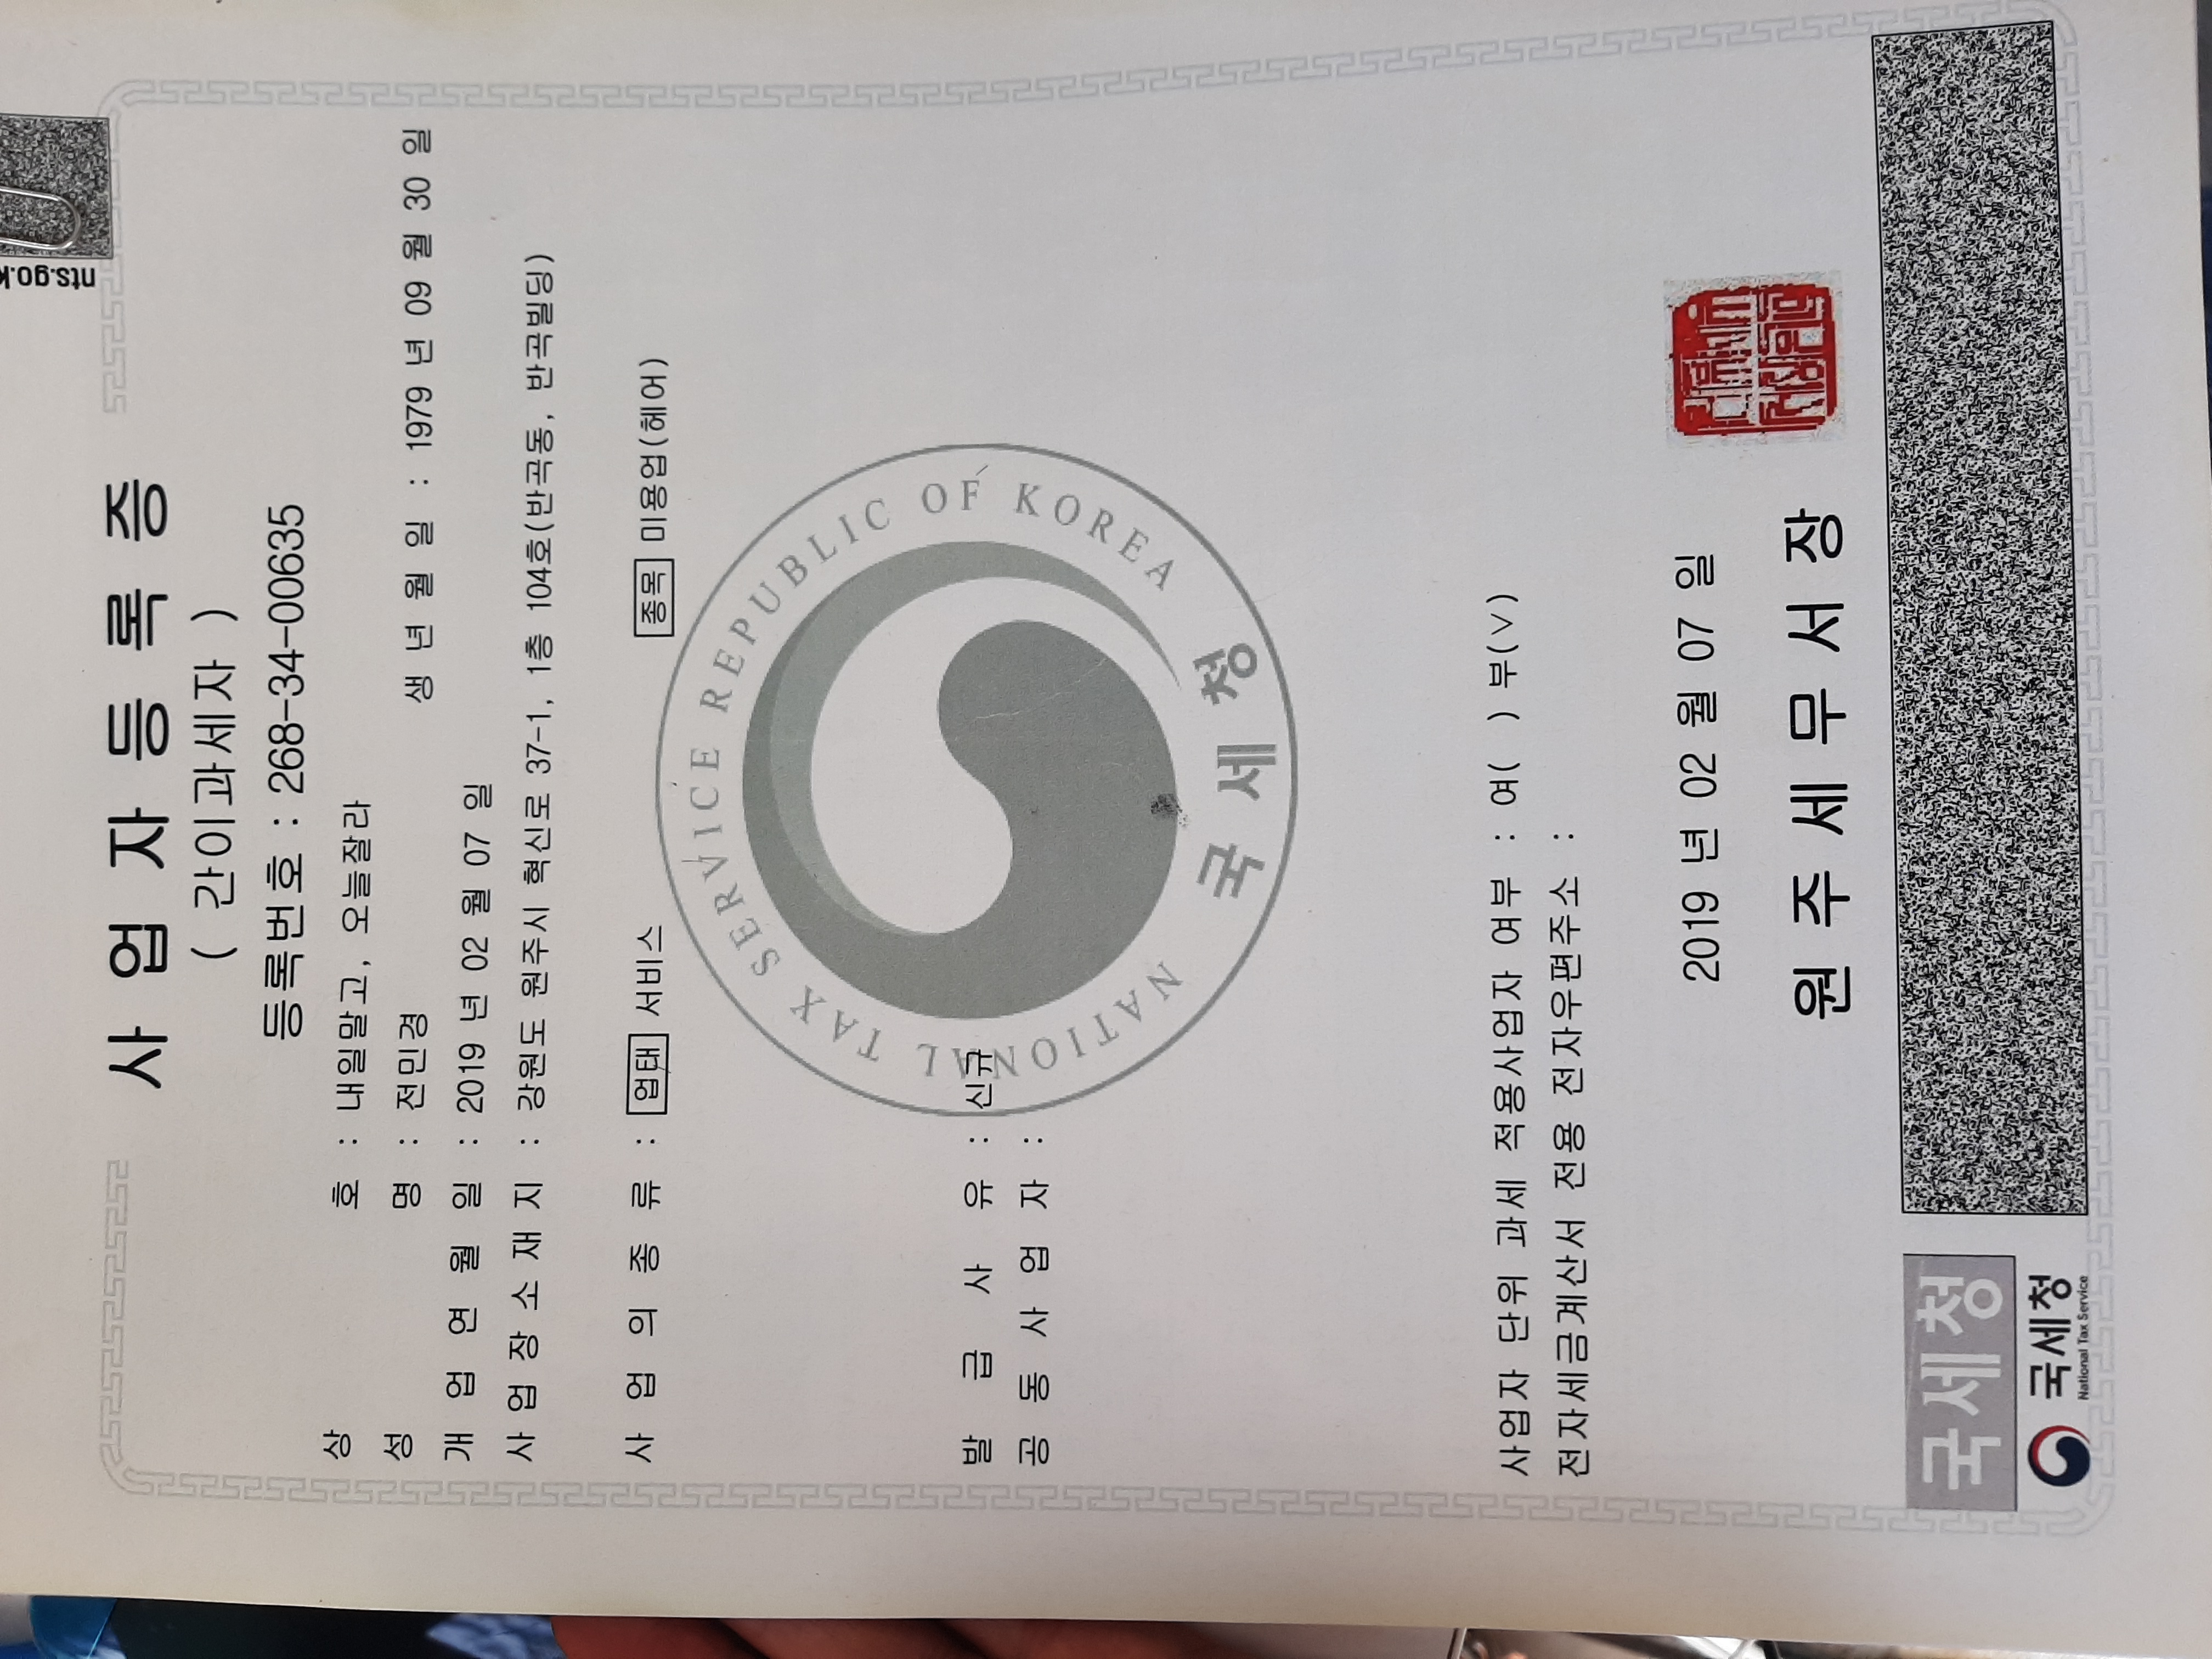 nts.go.k
사 업 자 등 록 증
( 간이과세자 )
등록번호 : 268-34-00635
상 호 : 내일말고, 오늘잘라
성 명 : 전민경 생 년 월 일 : 1979 년 09 월 30 일
개 업 연 월 일 : 2019 년 02 월 07 일
사 업 장 소 재 지 : 강원도 원주시 혁신로 37-1, 1층 104호(반곡동, 반곡빌딩)
사 업 의 종 류 : 업태 서비스 종목 미용업(헤어)
NATIONAL TAX SERVICE REPUBLIC OF KOREA
국 세 청
발 급 사 유 : 신규
공 동 사 업 자 :
사업자 단위 과세 적용사업자 여부 : 여( ) 부(∨)
전자세금계산서 전용 전자우편주소 :
2019 년 02 월 07 일
원 주 세 무 서 장
국세청
국세청
National Tax Service